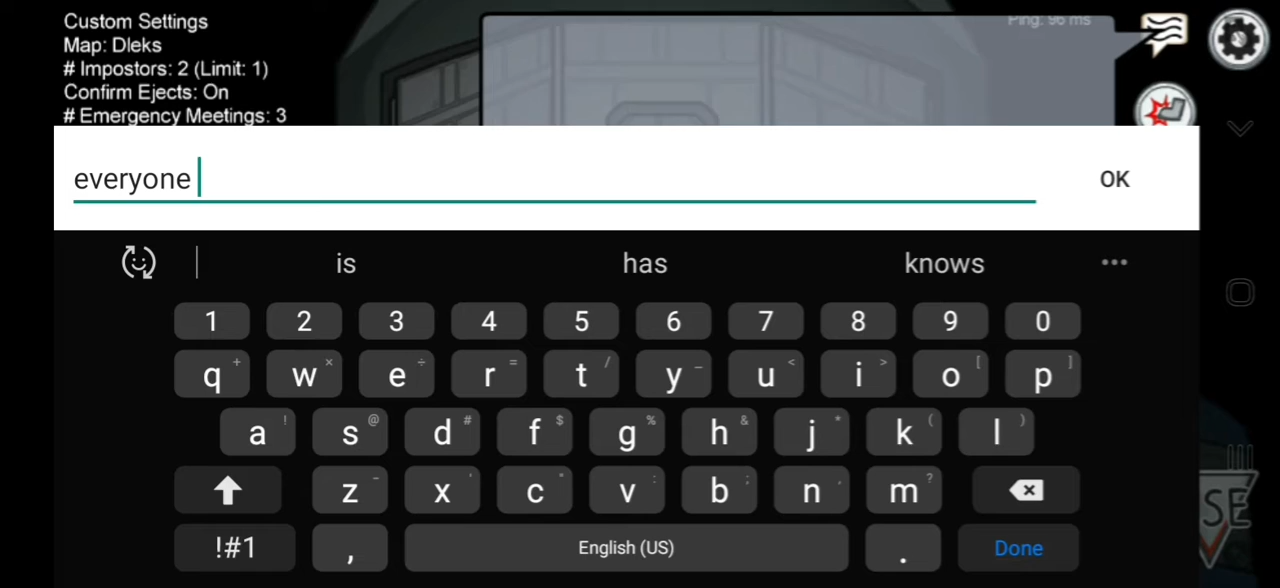 Custom Settings
Map: Dleks
# Impostors: 2 (Limit: 1)
Confirm Ejects: On
# Emergency Meetings: 3
Ping: 96 ms
everyone
OK
is has knows
1 2 3 4 5 6 7 8 9 0
q + w × e ÷ r = t / y _ u < i > o [ p ]
a ! s @ d # f $ g % h & j * k ( l )
z - x ' c " v : b ; n , m ?
!#1 , English (US) . Done
SE